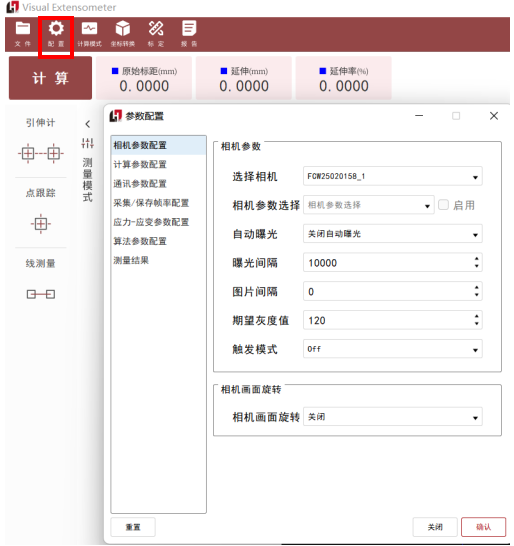 Visual Extensometer
文 件 配 置 计算模式 坐标转换 标 定 报 告
计 算
原始标距(mm) 延伸(mm) 延伸率(%)
0. 0000 0. 0000 0. 0000
引伸计
点跟踪
线测量
测量模式
参数配置
相机参数配置
计算参数配置
通讯参数配置
采集/保存帧率配置
应力-应变参数配置
算法参数配置
测量结果
相机参数
选择相机 FGW25020158_1
相机参数选择 相机参数选择 启用
自动曝光 关闭自动曝光
曝光间隔 10000
图片间隔 0
期望灰度值 120
触发模式 Off
相机画面旋转
相机画面旋转 关闭
重置 关闭 确认